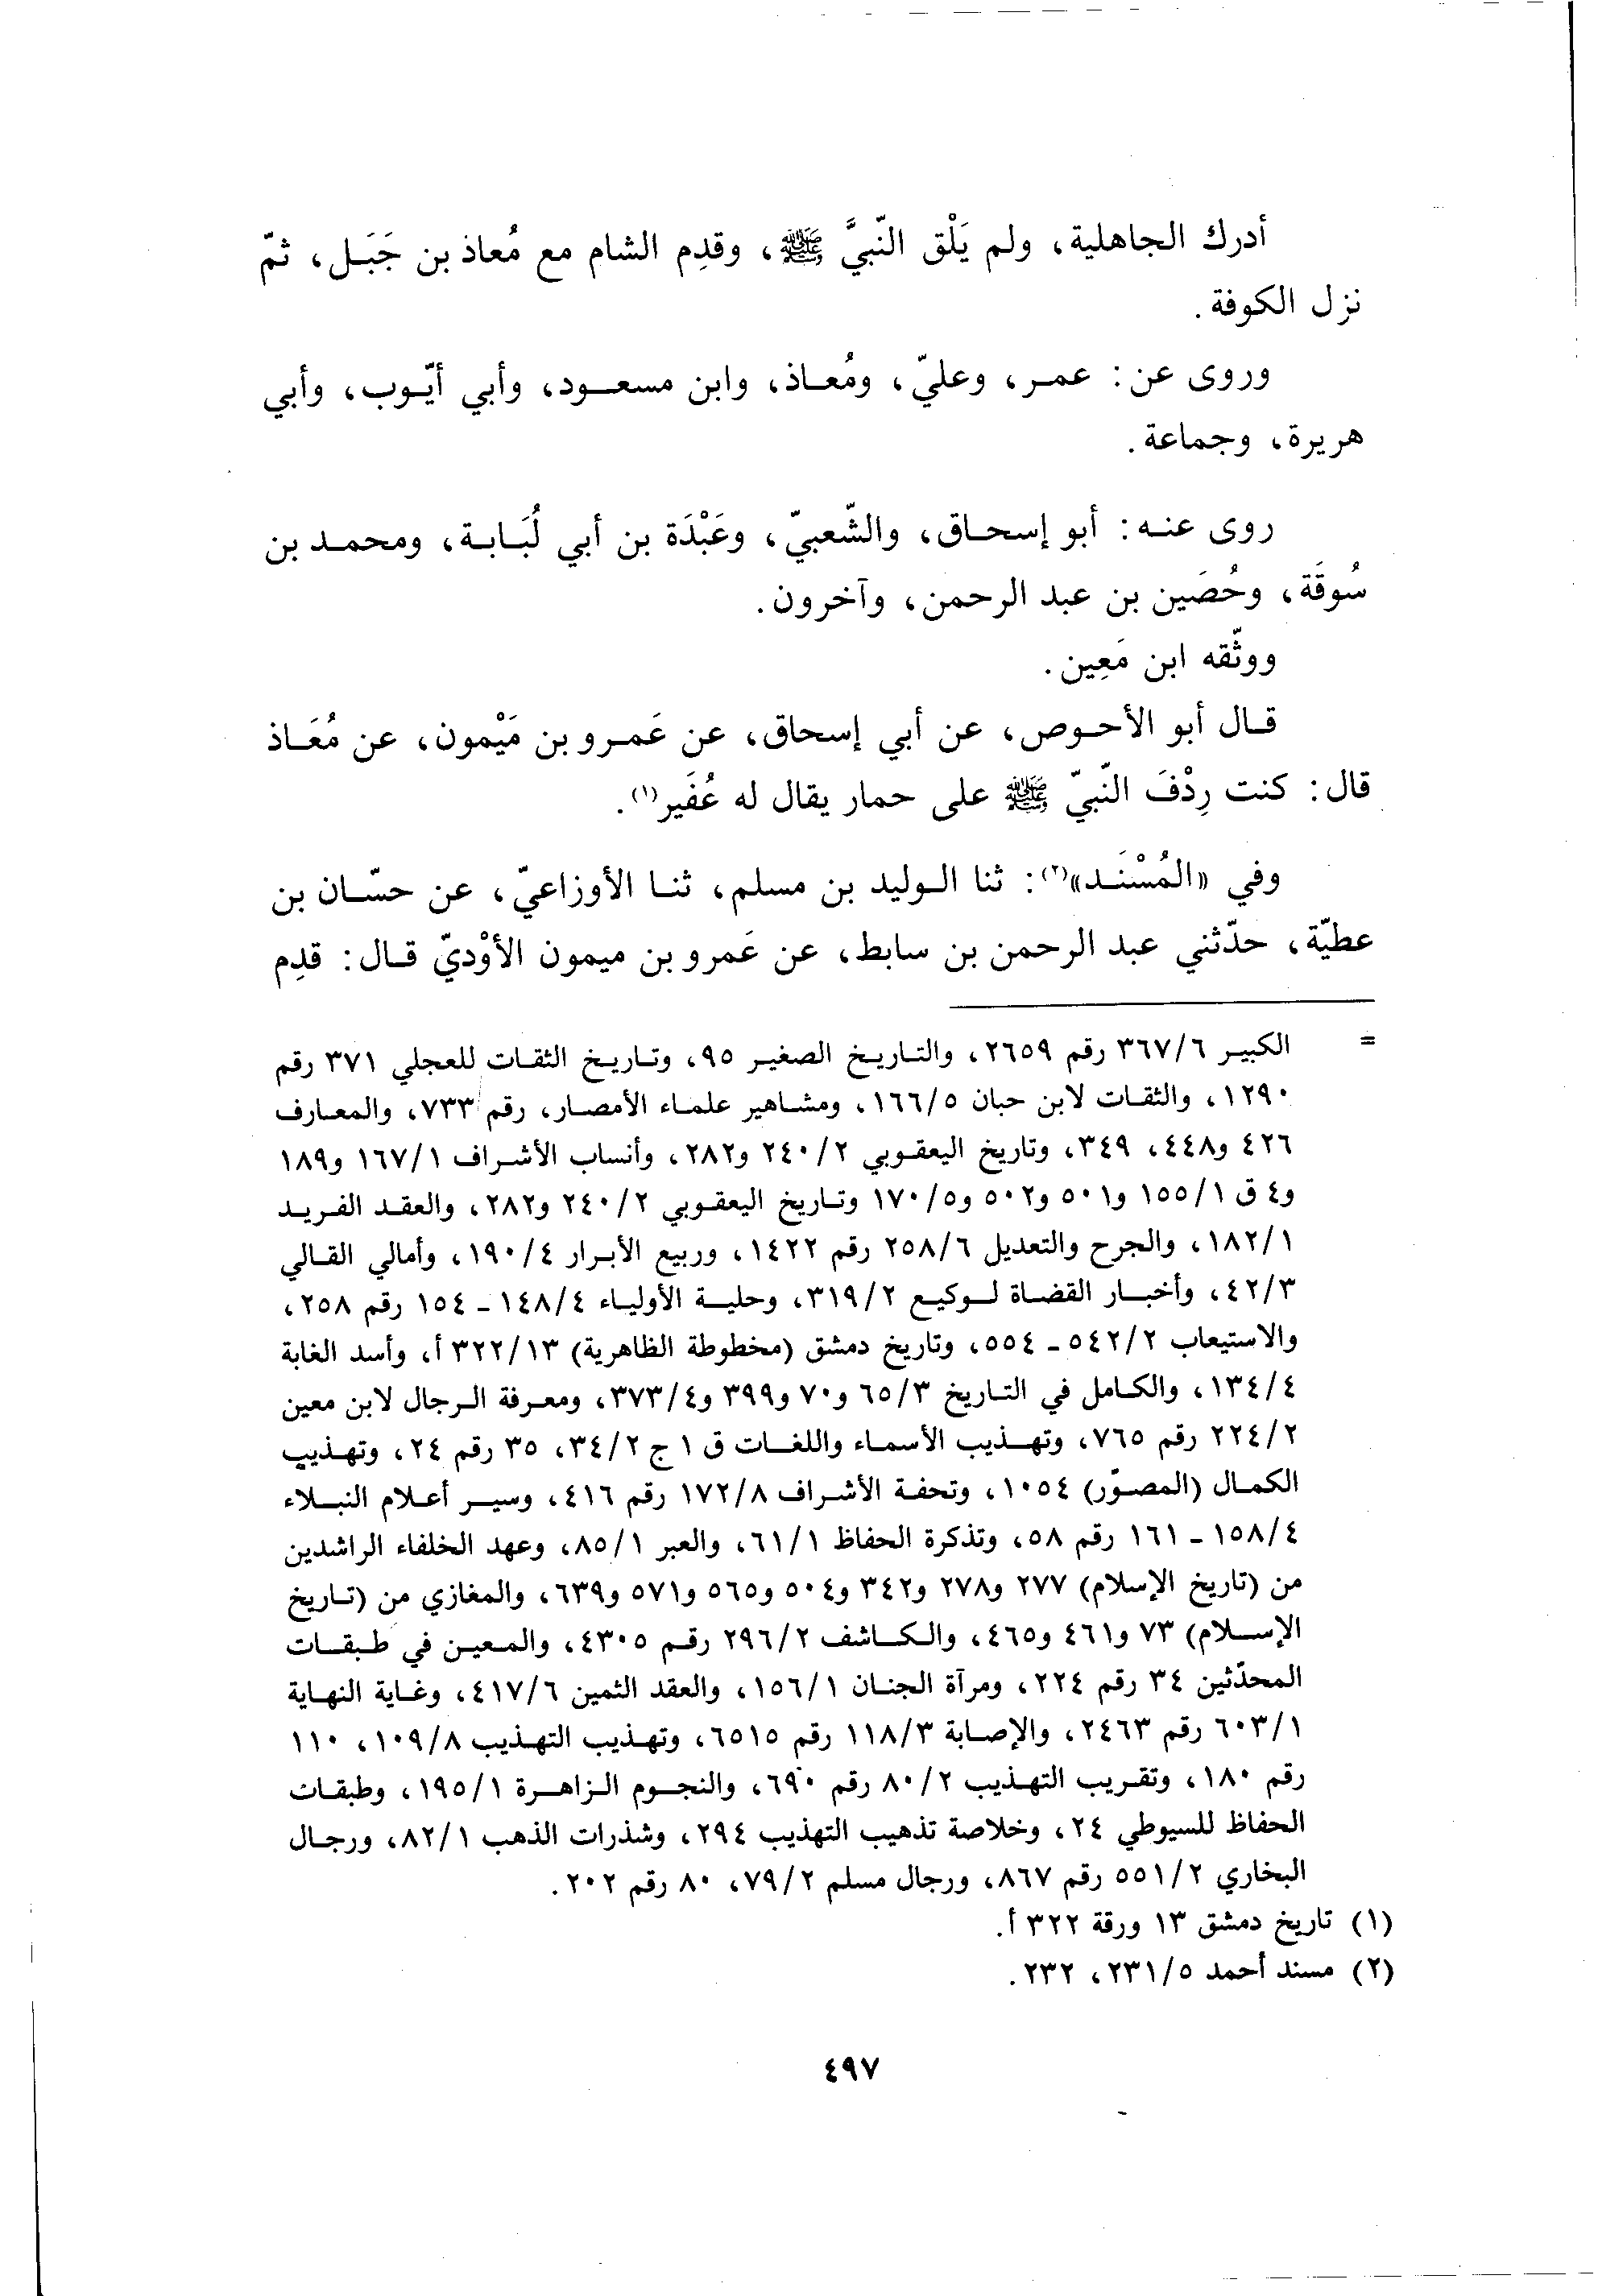 أدرك الجاهلية، ولم يَلْق النّبيَّ ﷺ، وقدِم الشام مع مُعاذ بن جَبَل، ثمّ
نزل الكوفة.
وروى عن: عمر، وعليّ، ومُعاذ، وابن مسعود، وأبي أيّوب، وأبي
هريرة، وجماعة.
روى عنه: أبو إسحاق، والشّعبيّ، وعَبْدَة بن أبي لُبَابة، ومحمد بن
سُوقَة، وحُصَين بن عبد الرحمن، وآخرون.
ووثّقه ابن مَعِين.
قال أبو الأحوص، عن أبي إسحاق، عن عَمرو بن مَيْمون، عن مُعَاذ
قال: كنت رِدْفَ النّبيّ ﷺ على حمار يقال له عُفَير(١).
وفي «المُسْنَد»(٢): ثنا الوليد بن مسلم، ثنا الأوزاعيّ، عن حسّان بن
عطيّة، حدّثني عبد الرحمن بن سابط، عن عَمرو بن ميمون الأوْديّ قال: قدِم
= الكبير ٣٦٧/٦ رقم ٢٦٥٩، والتاريخ الصغير ٩٥، وتاريخ الثقات للعجلي ٣٧١ رقم
١٢٩٠، والثقات لابن حبان ١٦٦/٥، ومشاهير علماء الأمصار، رقم ٧٣٣، والمعارف
٤٢٦ و٤٤٨، ٣٤٩، وتاريخ اليعقوبي ٢٤٠/٢ و٢٨٢، وأنساب الأشراف ١٦٧/١ و١٨٩
و٤ ق ١٥٥/١ و٥٠١ و٥٠٢ و١٧٠/٥ وتاريخ اليعقوبي ٢٤٠/٢ و٢٨٢، والعقد الفريد
١٨٢/١، والجرح والتعديل ٢٥٨/٦ رقم ١٤٢٢، وربيع الأبرار ١٩٠/٤، وأمالي القالي
٤٢/٣، وأخبار القضاة لوكيع ٣١٩/٢، وحلية الأولياء ١٤٨/٤ - ١٥٤ رقم ٢٥٨،
والاستيعاب ٥٤٢/٢ - ٥٥٤، وتاريخ دمشق (مخطوطة الظاهرية) ٣٢٢/١٣ أ، وأسد الغابة
١٣٤/٤، والكامل في التاريخ ٦٥/٣ و٧٠ و٣٩٩ و٣٧٣/٤، ومعرفة الرجال لابن معين
٢٢٤/٢ رقم ٧٦٥، وتهذيب الأسماء واللغات ق ١ ج ٣٤/٢، ٣٥ رقم ٢٤، وتهذيب
الكمال (المصوّر) ١٠٥٤، وتحفة الأشراف ١٧٢/٨ رقم ٤١٦، وسير أعلام النبلاء
١٥٨/٤ - ١٦١ رقم ٥٨، وتذكرة الحفاظ ٦١/١، والعبر ٨٥/١، وعهد الخلفاء الراشدين
من (تاريخ الإسلام) ٢٧٧ و٢٧٨ و٣٤٢ و٥٠٤ و٥٦٥ و٥٧١ و٦٣٩، والمغازي من (تاريخ
الإسلام) ٧٣ و٤٦١ و٤٦٥، والكاشف ٢٩٦/٢ رقم ٤٣٠٥، والمعين في طبقات
المحدّثين ٣٤ رقم ٢٢٤، ومرآة الجنان ١٥٦/١، والعقد الثمين ٤١٧/٦، وغاية النهاية
٦٠٣/١ رقم ٢٤٦٣، والإصابة ١١٨/٣ رقم ٦٥١٥، وتهذيب التهذيب ١٠٩/٨، ١١٠
رقم ١٨٠، وتقريب التهذيب ٨٠/٢ رقم ٦٩٠، والنجوم الزاهرة ١٩٥/١، وطبقات
الحفاظ للسيوطي ٢٤، وخلاصة تذهيب التهذيب ٢٩٤، وشذرات الذهب ٨٢/١، ورجال
البخاري ٥٥١/٢ رقم ٨٦٧، ورجال مسلم ٧٩/٢، ٨٠ رقم ٢٠٢.
(١) تاريخ دمشق ١٣ ورقة ٣٢٢ أ.
(٢) مسند أحمد ٢٣١/٥، ٢٣٢.
٤٩٧